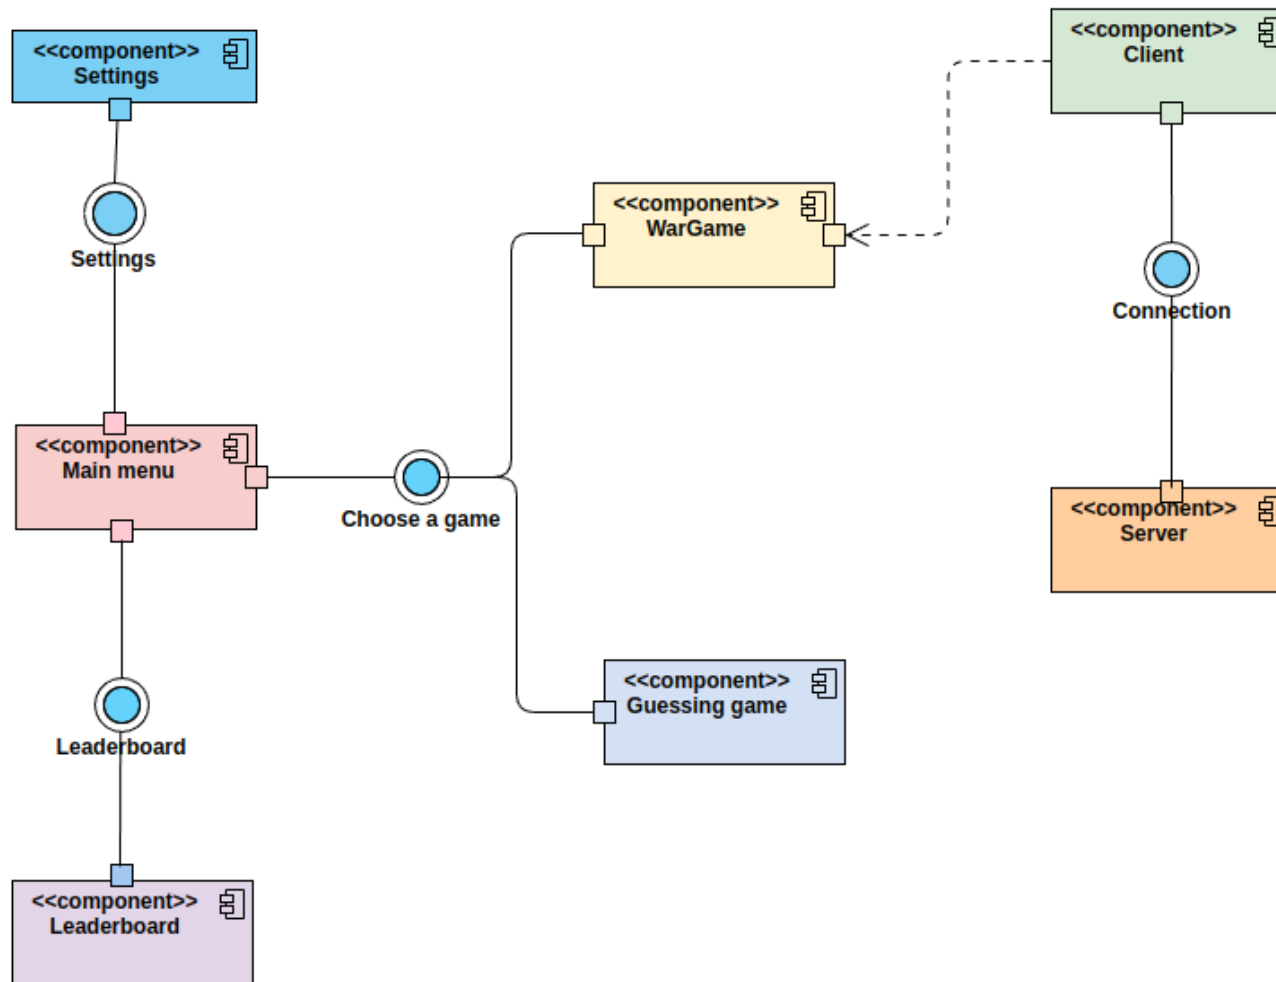 <<component>>
Settings
Settings
<<component>>
Main menu
Choose a game
Leaderboard
<<component>>
Leaderboard
<<component>>
WarGame
<<component>>
Guessing game
<<component>>
Client
Connection
<<component>>
Server